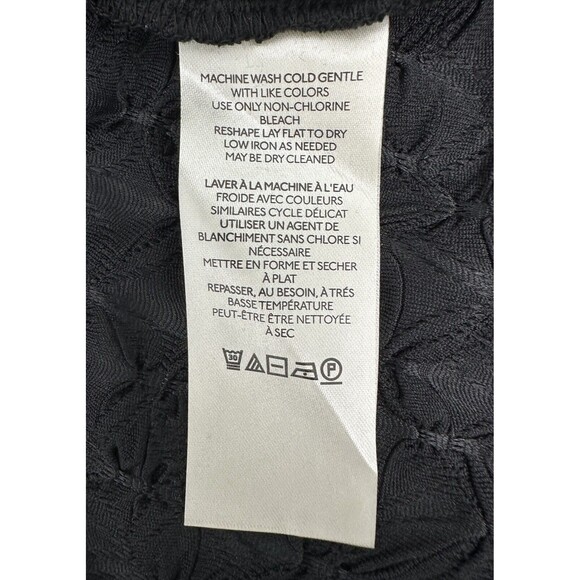 MACHINE WASH COLD GENTLE
WITH LIKE COLORS
USE ONLY NON-CHLORINE
BLEACH
RESHAPE LAY FLAT TO DRY
LOW IRON AS NEEDED
MAY BE DRY CLEANED
LAVER À LA MACHINE À L'EAU
FROIDE AVEC COULEURS
SIMILAIRES CYCLE DÉLICAT
UTILISER UN AGENT DE
BLANCHIMENT SANS CHLORE SI
NÉCESSAIRE
METTRE EN FORME ET SECHER
À PLAT
REPASSER, AU BESOIN, À TRÉS
BASSE TEMPÉRATURE
PEUT-ÊTRE ÊTRE NETTOYÉE
À SEC
30 P